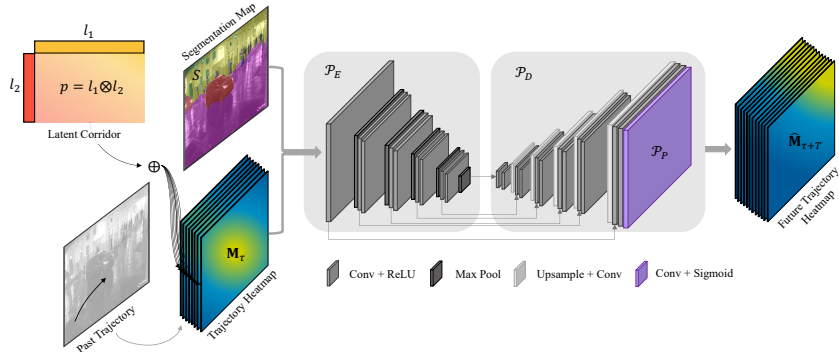 l₁
l₂
p = l₁⊗l₂
Latent Corridor
Segmentation Map
S
⊕
Past Trajectory
M_τ
Trajectory Heatmap
𝒫_E
𝒫_D
𝒫_P
M̂_τ+T
Future Trajectory
Heatmap
Conv + ReLU
Max Pool
Upsample + Conv
Conv + Sigmoid